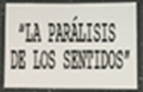 "LA PARÁLISIS
DE LOS SENTIDOS"